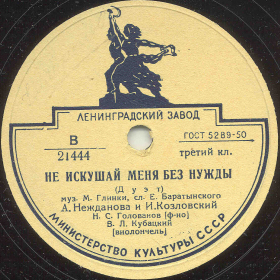 ЛЕНИНГРАДСКИЙ ЗАВОД
В
21444
ГОСТ 5289-50
третий кл.
НЕ ИСКУШАЙ МЕНЯ БЕЗ НУЖДЫ
(Дуэт)
муз. М. Глинки, сл. Е. Баратынского
А. Нежданова и И. Козловский
Н. С. Голованов [ф-но]
В. Л. Кубацкий
[виолончель]
МИНИСТЕРСТВО КУЛЬТУРЫ СССР